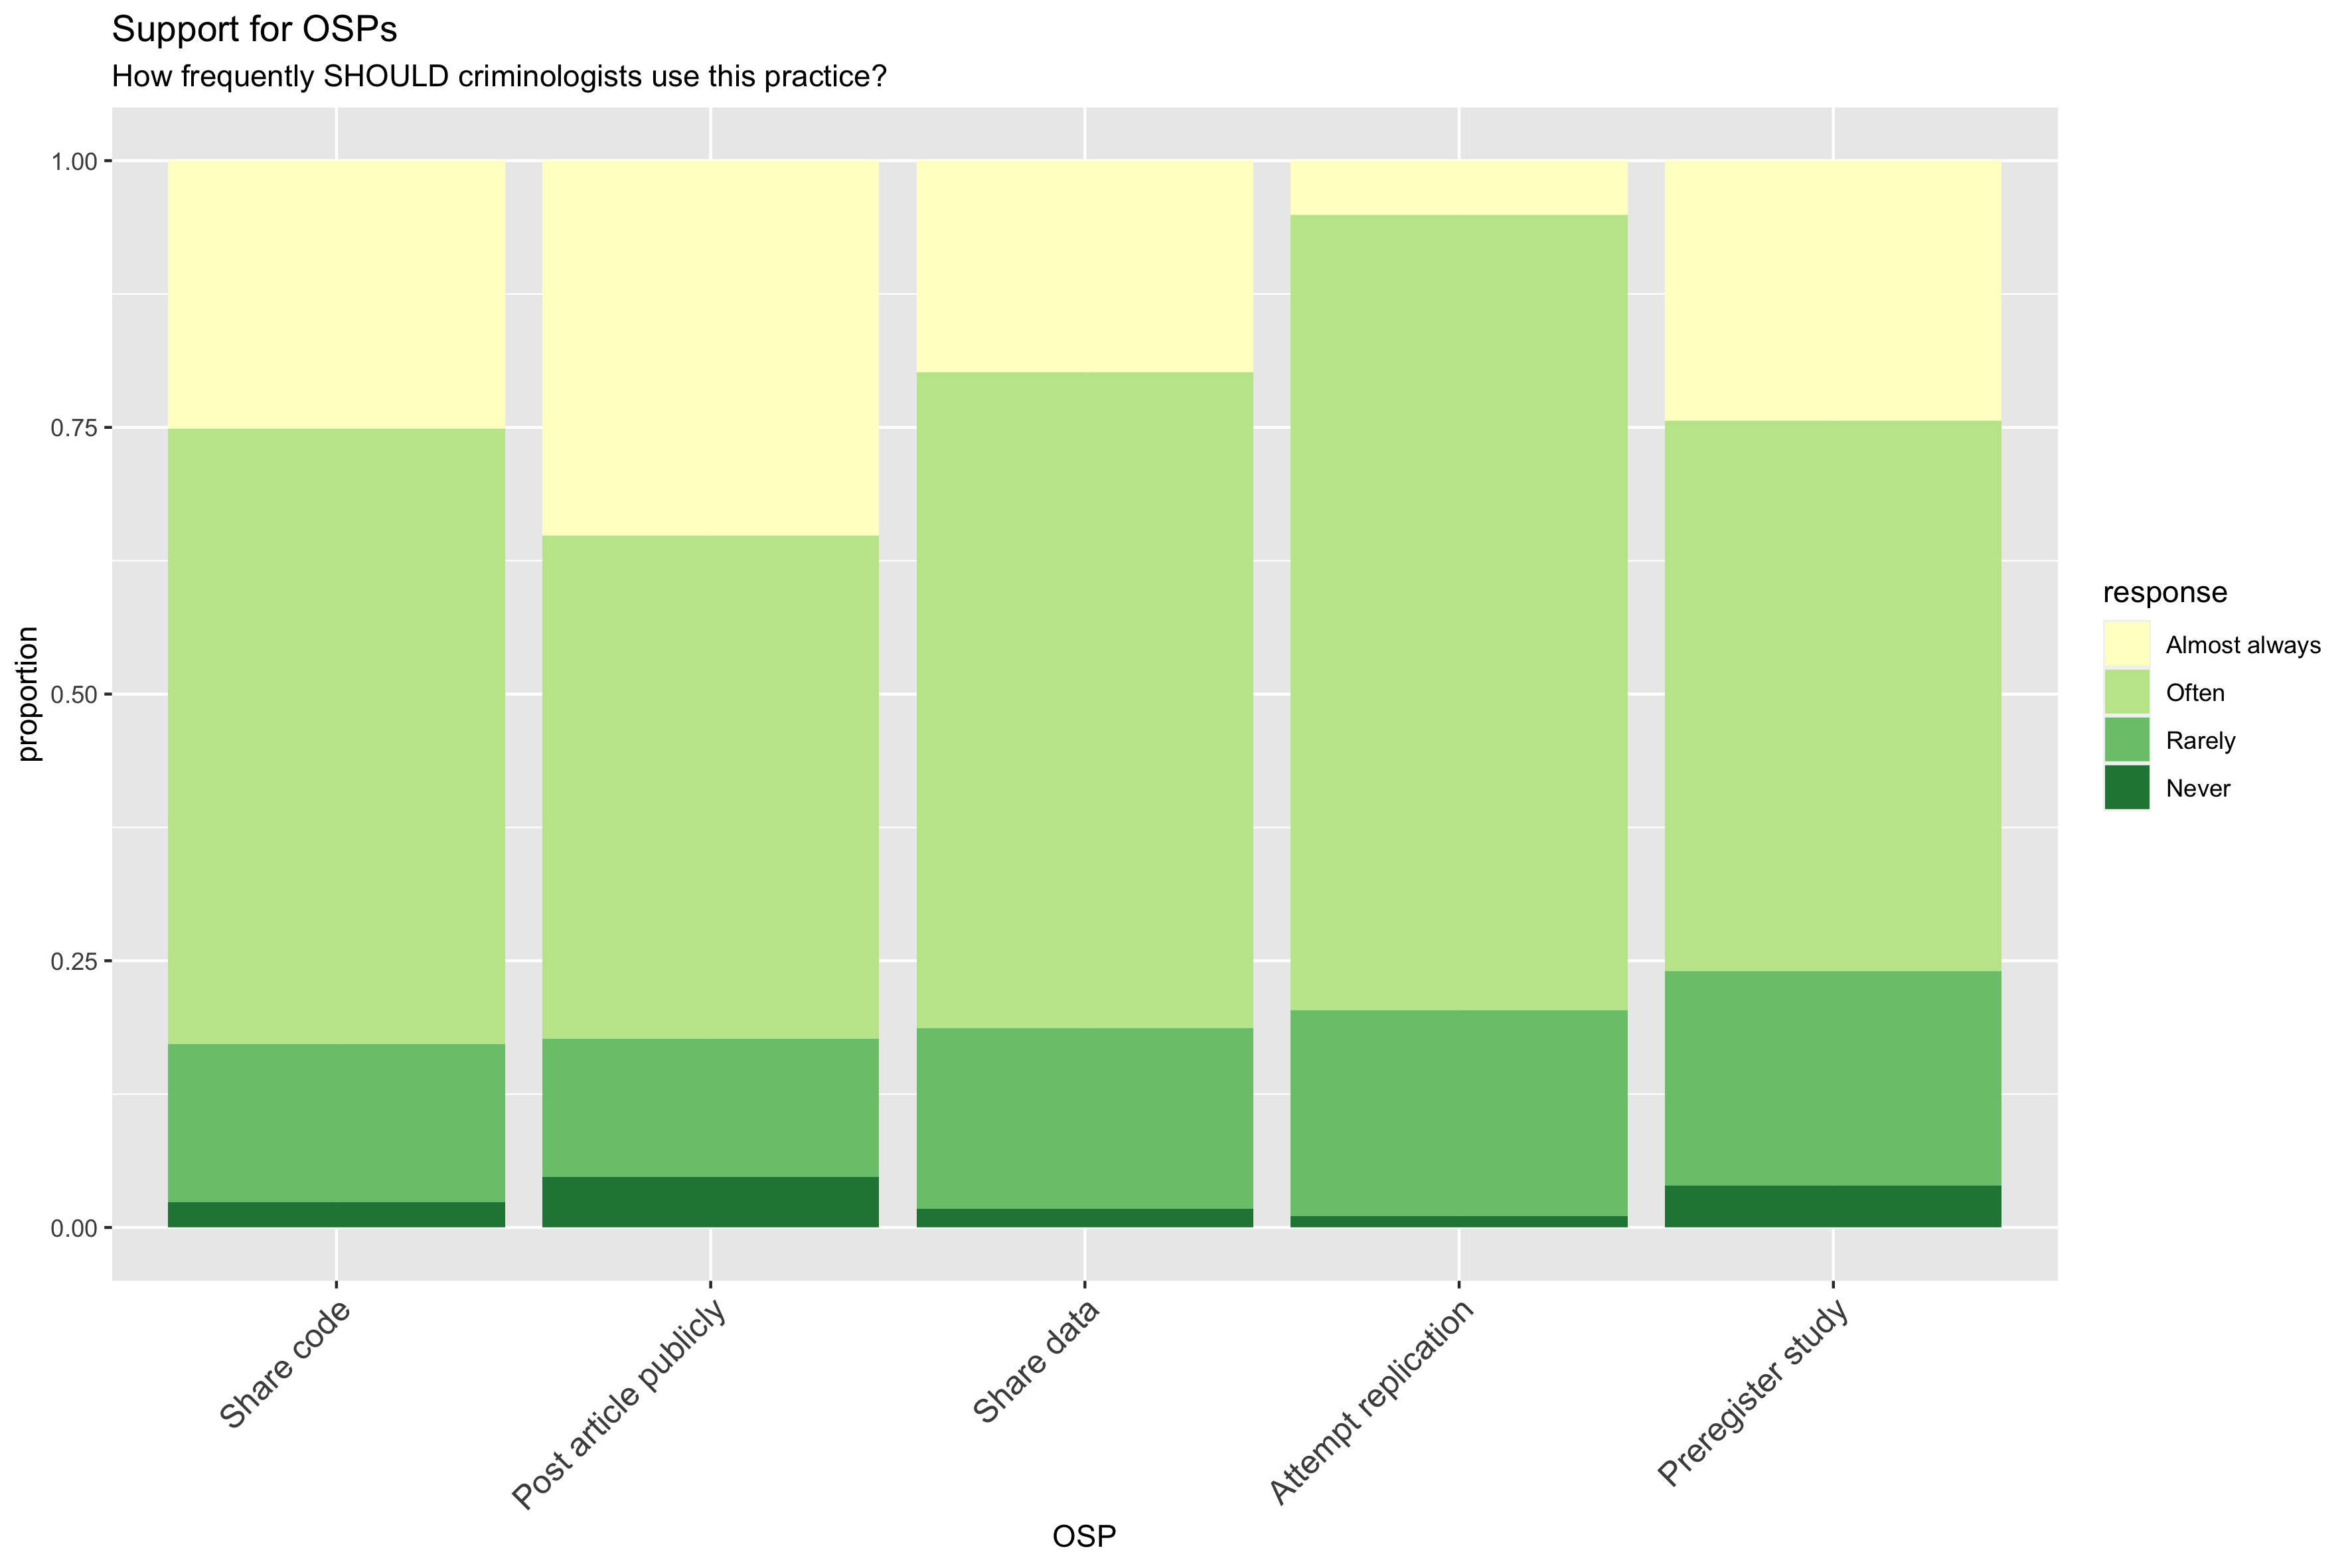 Support for OSPs
How frequently SHOULD criminologists use this practice?
1.00
0.75
0.50
0.25
0.00
proportion
Share code
Post article publicly
Share data
Attempt replication
Preregister study
OSP
response
Almost always
Often
Rarely
Never